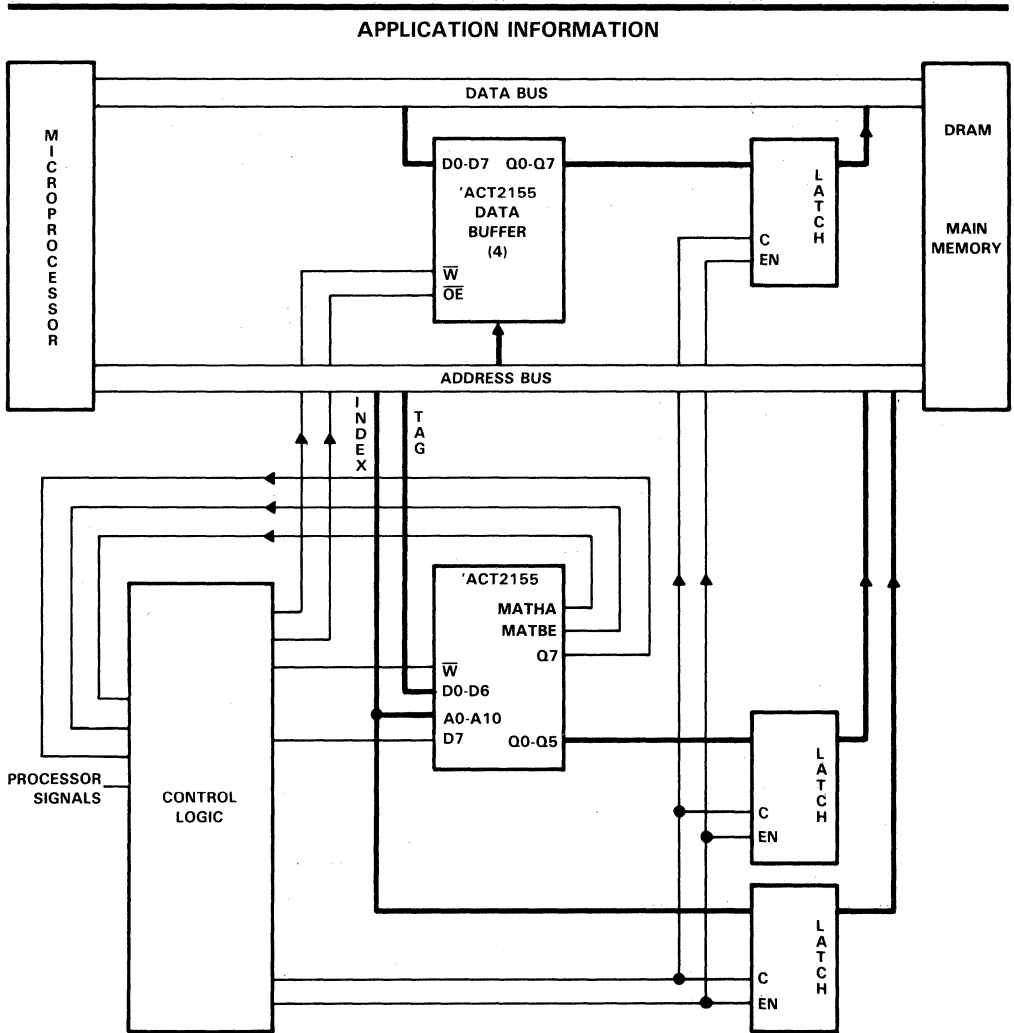 APPLICATION INFORMATION
MICROPROCESSOR
DATA BUS
DRAM
MAIN
MEMORY
D0-D7 Q0-Q7
'ACT2155
DATA
BUFFER
(4)
W
OE
LATCH
C
EN
ADDRESS BUS
INDEX
TAG
'ACT2155
MATHA
MATBE
Q7
W
D0-D6
A0-A10
D7 Q0-Q5
PROCESSOR
SIGNALS
CONTROL
LOGIC
LATCH
C
EN
LATCH
C
EN